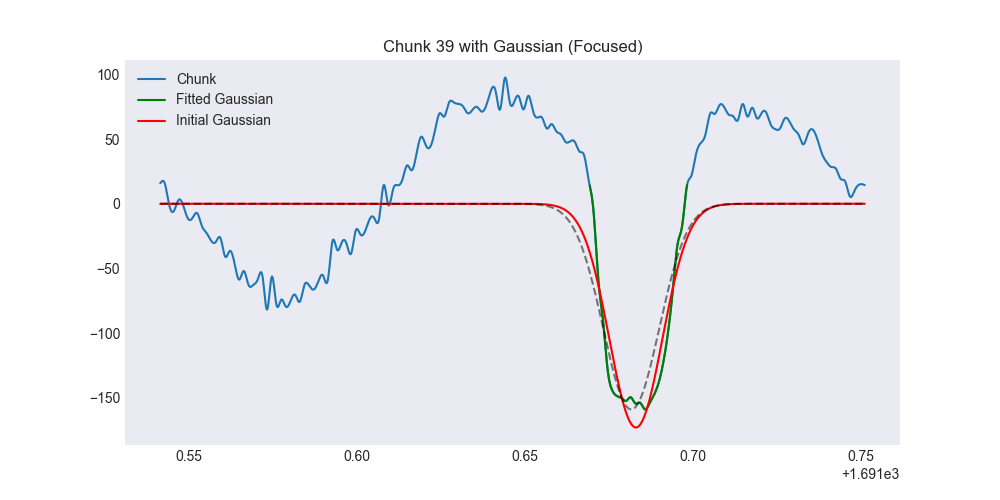 Chunk 39 with Gaussian (Focused)
Chunk
Fitted Gaussian
Initial Gaussian
100
50
0
−50
−100
−150
0.55 0.60 0.65 0.70 0.75
+1.691e3